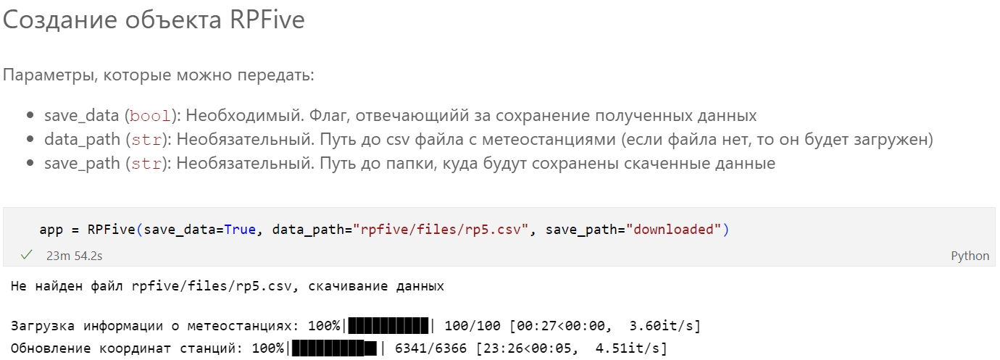 Создание объекта RPFive
Параметры, которые можно передать:
• save_data (bool): Необходимый. Флаг, отвечающийй за сохранение полученных данных
• data_path (str): Необязательный. Путь до csv файла с метеостанциями (если файла нет, то он будет загружен)
• save_path (str): Необязательный. Путь до папки, куда будут сохранены скаченные данные
app = RPFive(save_data=True, data_path="rpfive/files/rp5.csv", save_path="downloaded")
23m 54.2s Python
Не найден файл rpfive/files/rp5.csv, скачивание данных
Загрузка информации о метеостанциях: 100%|██████████| 100/100 [00:27<00:00, 3.60it/s]
Обновление координат станций: 100%|█████████▉| 6341/6366 [23:26<00:05, 4.51it/s]